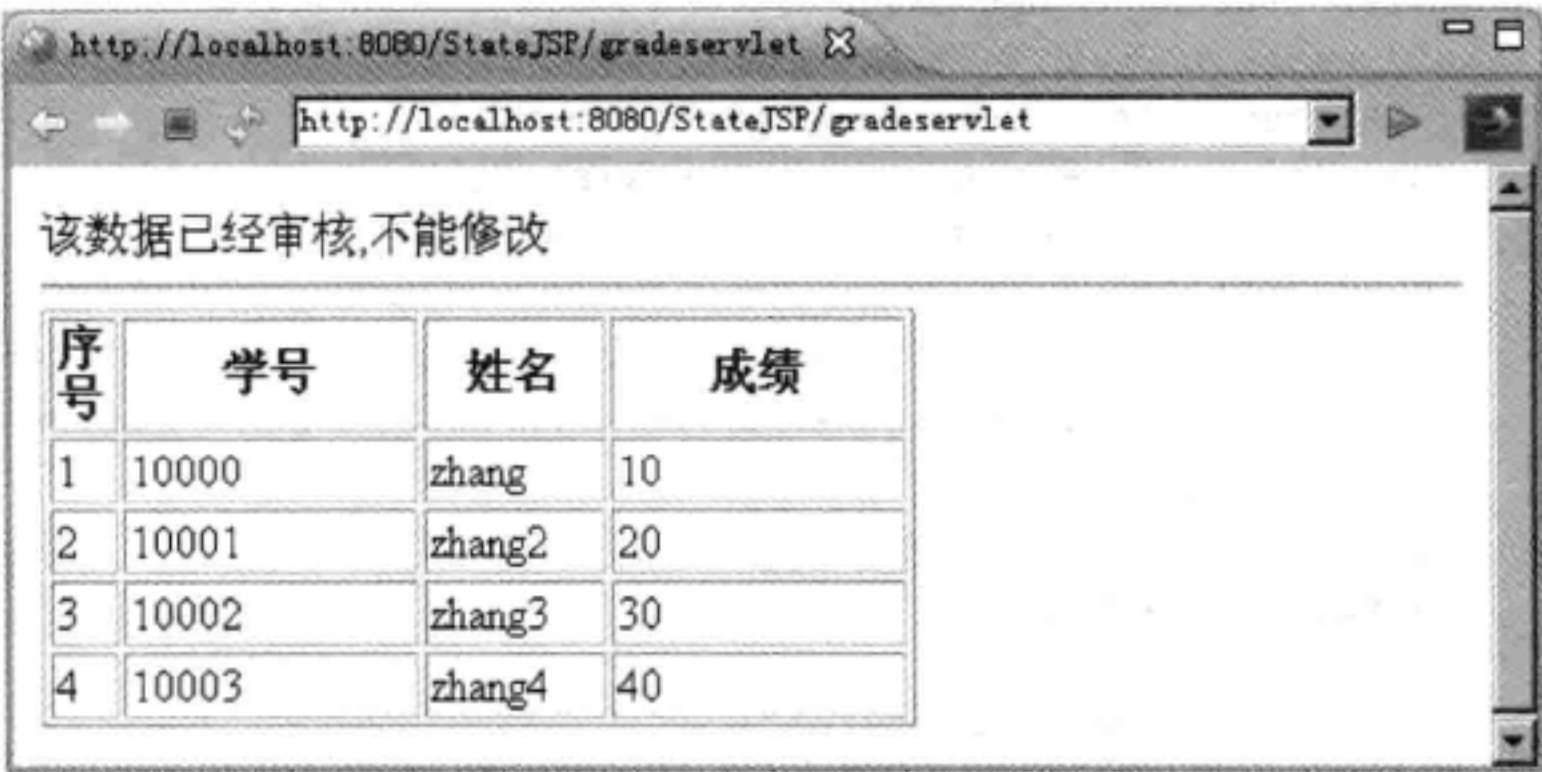 http://localhost:8080/StateJSP/gradeservlet
http://localhost:8080/StateJSP/gradeservlet
该数据已经审核,不能修改
序号 学号 姓名 成绩
1 10000 zhang 10
2 10001 zhang2 20
3 10002 zhang3 30
4 10003 zhang4 40